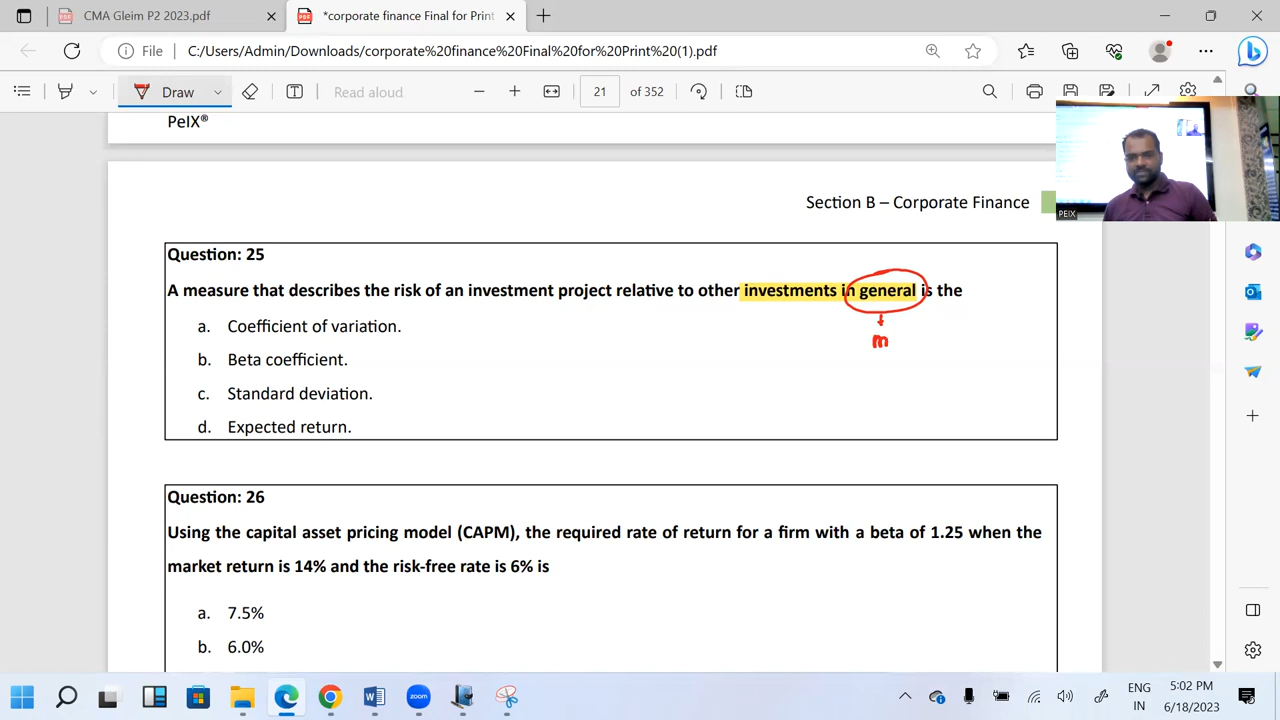 CMA Gleim P2 2023.pdf
*corporate finance Final for Print
File
C:/Users/Admin/Downloads/corporate%20finance%20Final%20for%20Print%20(1).pdf
Draw
Read aloud
21
of 352
PeIX®
PEIX
Section B – Corporate Finance
Question: 25
A measure that describes the risk of an investment project relative to other investments in general is the
m
a. Coefficient of variation.
b. Beta coefficient.
c. Standard deviation.
d. Expected return.
Question: 26
Using the capital asset pricing model (CAPM), the required rate of return for a firm with a beta of 1.25 when the
market return is 14% and the risk-free rate is 6% is
a. 7.5%
b. 6.0%
ENG
IN
5:02 PM
6/18/2023